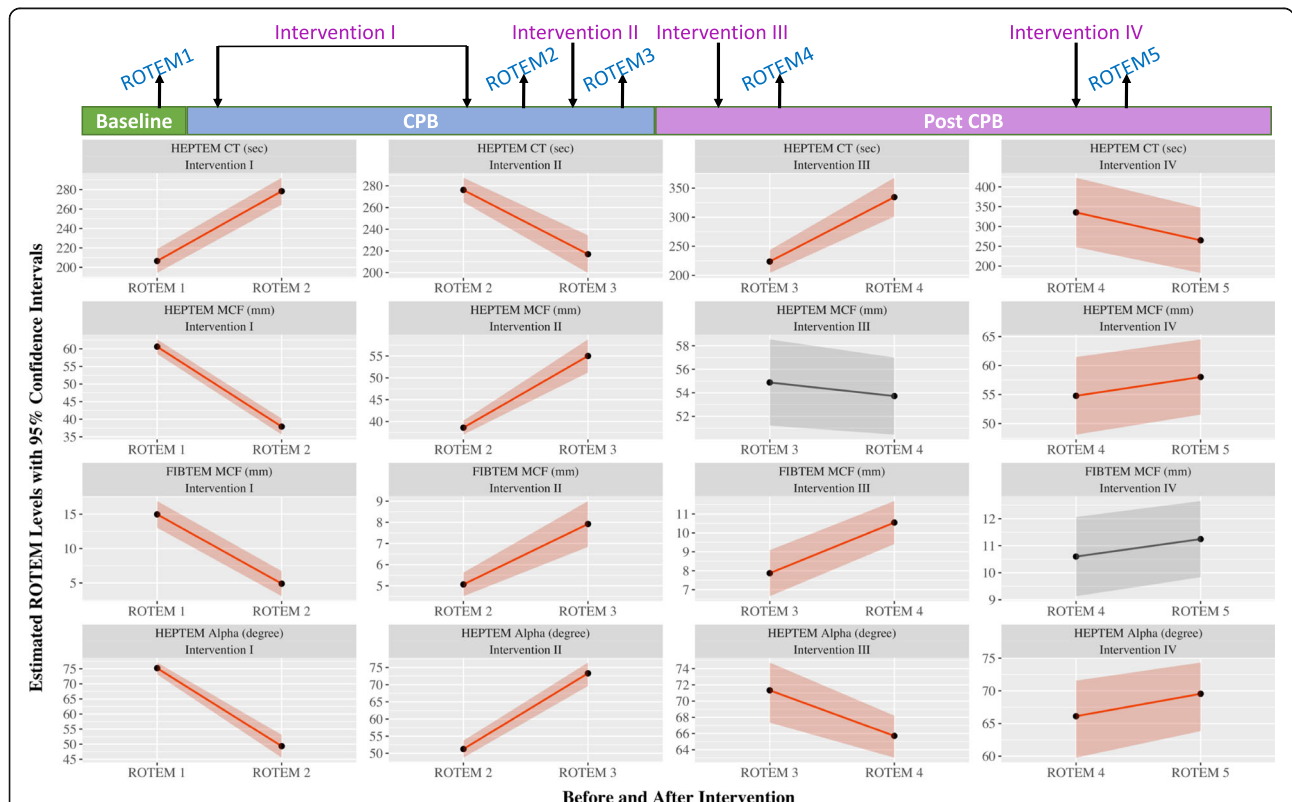 Intervention I Intervention II Intervention III Intervention IV
ROTEM1 ROTEM2 ROTEM3 ROTEM4 ROTEM5
Baseline CPB Post CPB
Estimated ROTEM Levels with 95% Confidence Intervals
HEPTEM CT (sec)
Intervention I
280
260
240
220
200
ROTEM 1 ROTEM 2
HEPTEM CT (sec)
Intervention II
280
260
240
220
200
ROTEM 2 ROTEM 3
HEPTEM CT (sec)
Intervention III
350
300
250
200
ROTEM 3 ROTEM 4
HEPTEM CT (sec)
Intervention IV
400
350
300
250
200
ROTEM 4 ROTEM 5
HEPTEM MCF (mm)
Intervention I
60
55
50
45
40
35
ROTEM 1 ROTEM 2
HEPTEM MCF (mm)
Intervention II
55
50
40
ROTEM 2 ROTEM 3
HEPTEM MCF (mm)
Intervention III
58
56
54
52
ROTEM 3 ROTEM 4
HEPTEM MCF (mm)
Intervention IV
65
60
55
50
ROTEM 4 ROTEM 5
FIBTEM MCF (mm)
Intervention I
15
10
5
ROTEM 1 ROTEM 2
FIBTEM MCF (mm)
Intervention II
9
8
7
6
5
ROTEM 2 ROTEM 3
FIBTEM MCF (mm)
Intervention III
11
10
9
8
7
ROTEM 3 ROTEM 4
FIBTEM MCF (mm)
Intervention IV
12
11
10
9
ROTEM 4 ROTEM 5
HEPTEM Alpha (degree)
Intervention I
75
70
65
60
55
50
45
ROTEM 1 ROTEM 2
HEPTEM Alpha (degree)
Intervention II
75
70
65
60
55
50
ROTEM 2 ROTEM 3
HEPTEM Alpha (degree)
Intervention III
74
72
70
68
66
64
ROTEM 3 ROTEM 4
HEPTEM Alpha (degree)
Intervention IV
75
70
65
60
ROTEM 4 ROTEM 5
Before and After Intervention